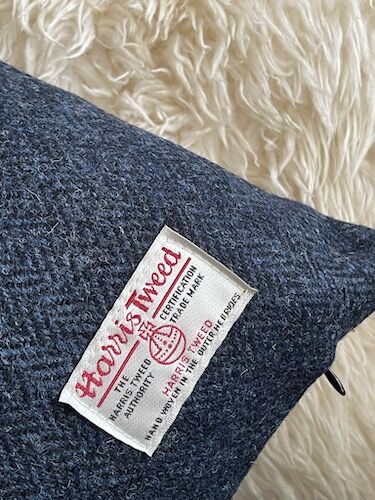 Harris Tweed
THE
HARRIS TWEED
AUTHORITY
CERTIFICATION
TRADE MARK
HARRIS TWEED
HAND WOVEN IN THE OUTER HEBRIDES